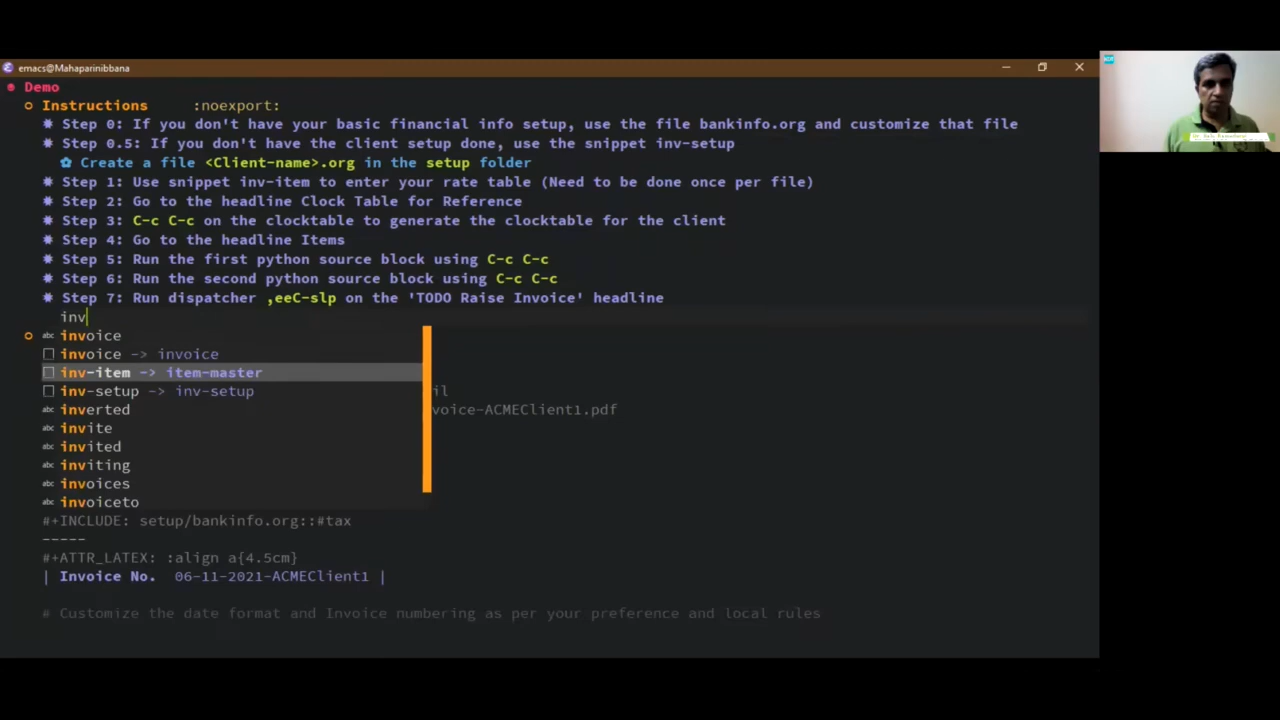 emacs@Mahaparinibbana
Demo
Instructions :noexport:
Step 0: If you don't have your basic financial info setup, use the file bankinfo.org and customize that file
Step 0.5: If you don't have the client setup done, use the snippet inv-setup
Create a file <Client-name>.org in the setup folder
Step 1: Use snippet inv-item to enter your rate table (Need to be done once per file)
Step 2: Go to the headline Clock Table for Reference
Step 3: C-c C-c on the clocktable to generate the clocktable for the client
Step 4: Go to the headline Items
Step 5: Run the first python source block using C-c C-c
Step 6: Run the second python source block using C-c C-c
Step 7: Run dispatcher ,eeC-slp on the 'TODO Raise Invoice' headline
inv
abc invoice
invoice -> invoice
inv-item -> item-master
inv-setup -> inv-setup il
abc inverted voice-ACMEClient1.pdf
abc invite
abc invited
abc inviting
abc invoices
abc invoiceto
#+INCLUDE: setup/bankinfo.org::#tax
-----
#+ATTR_LATEX: :align a{4.5cm}
| Invoice No. 06-11-2021-ACMEClient1 |
# Customize the date format and Invoice numbering as per your preference and local rules